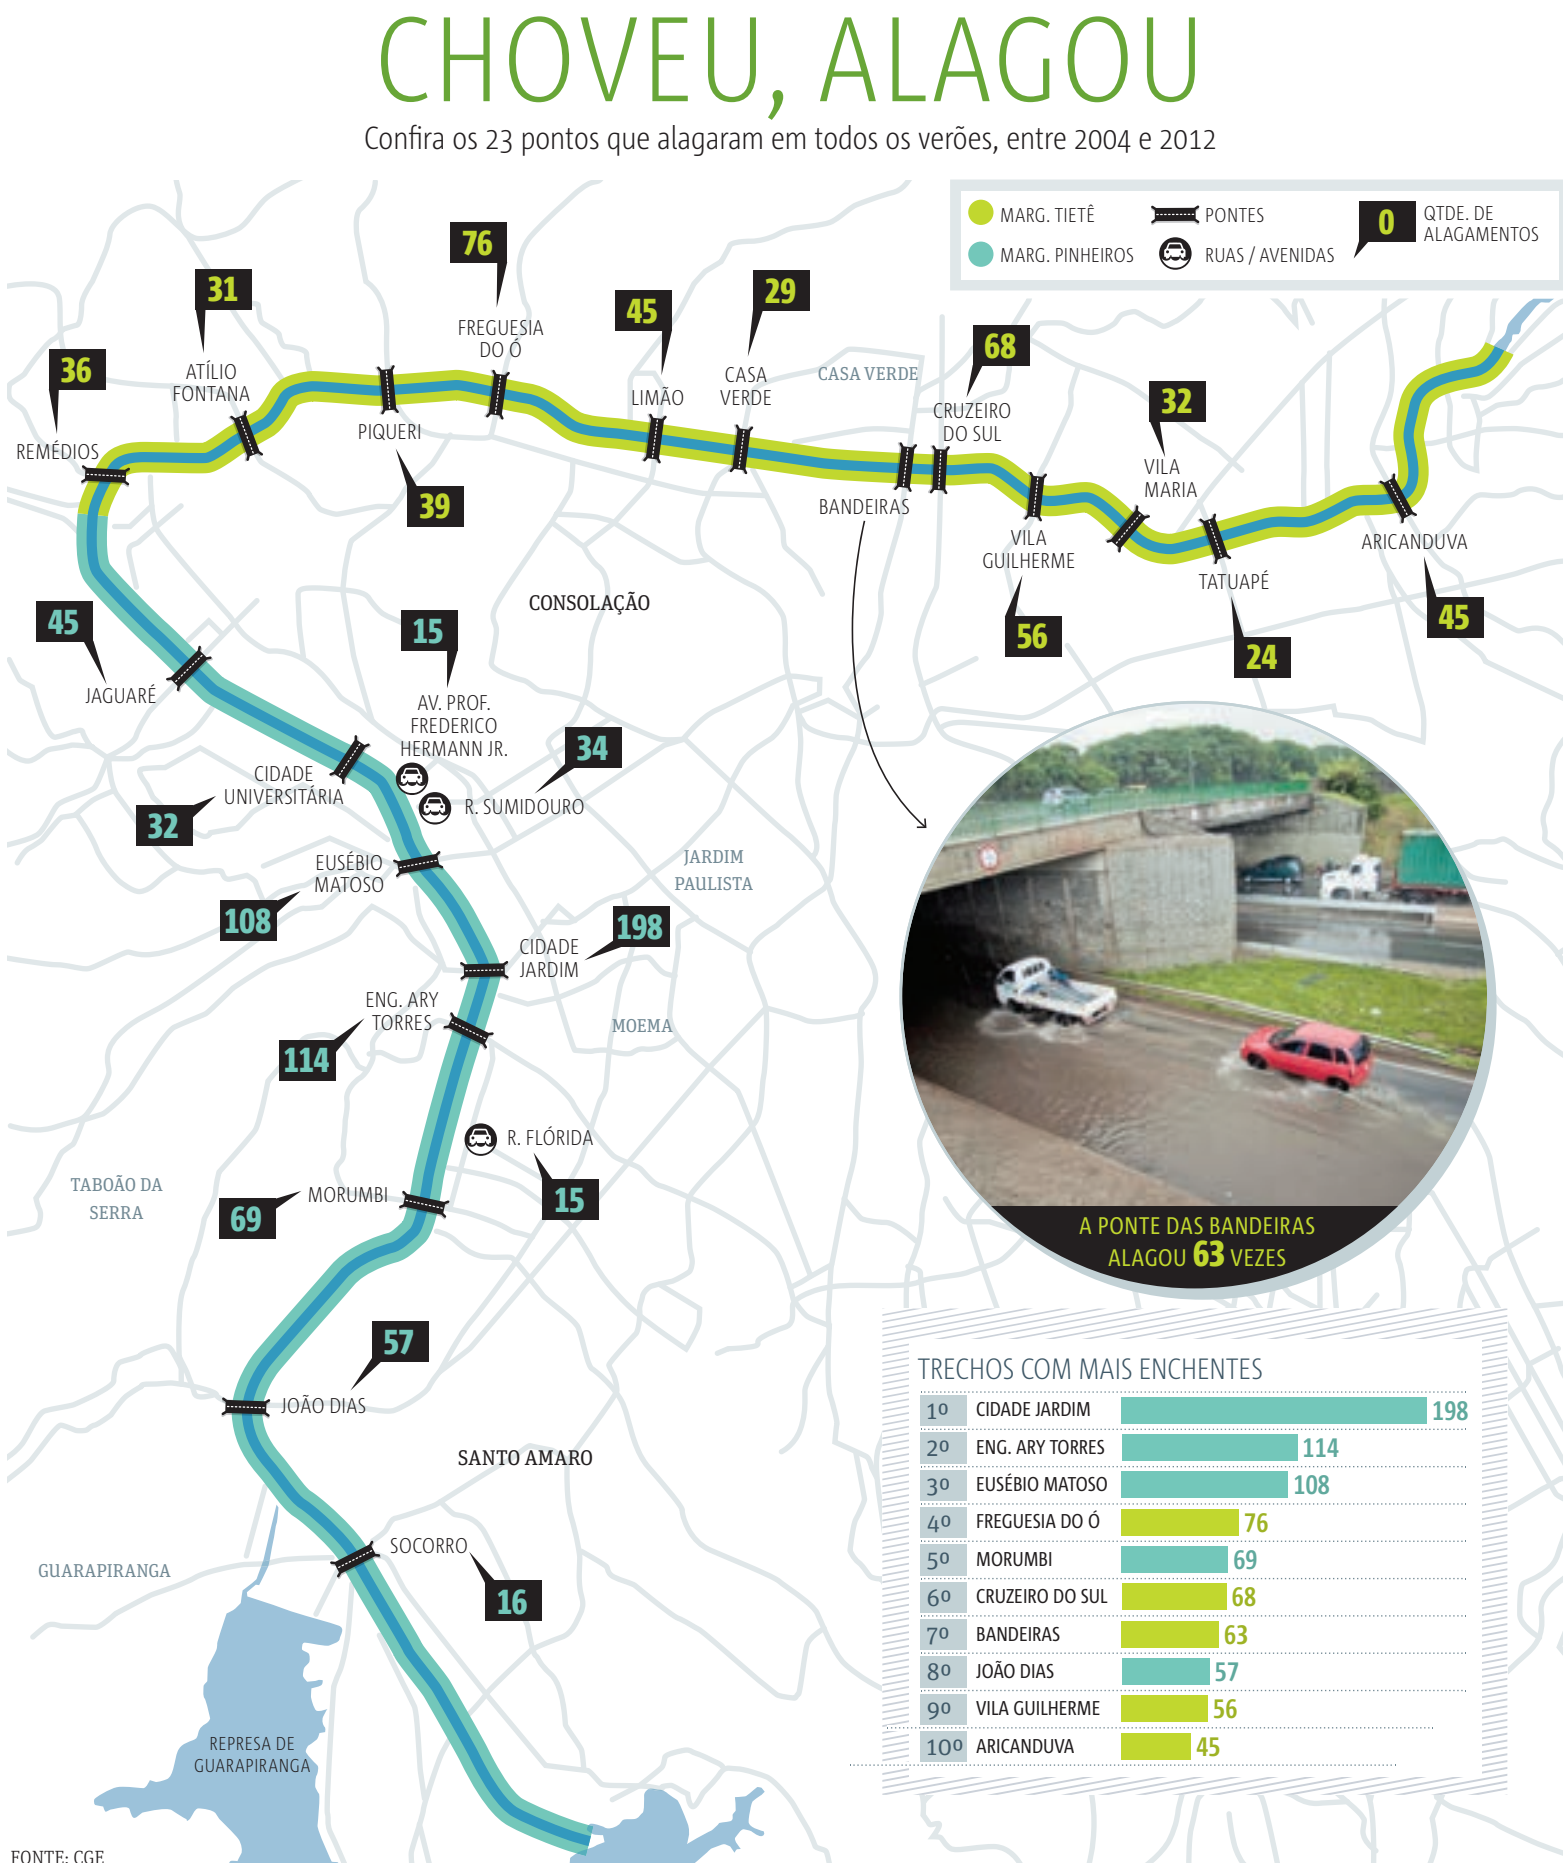 CHOVEU, ALAGOU
Confira os 23 pontos que alagaram em todos os verões, entre 2004 e 2012
MARG. TIETÊ
MARG. PINHEIROS
PONTES
RUAS / AVENIDAS
0
QTDE. DE
ALAGAMENTOS
36
REMÉDIOS
31
ATÍLIO
FONTANA
PIQUERI
39
76
FREGUESIA
DO Ó
45
LIMÃO
29
CASA
VERDE
CASA VERDE
BANDEIRAS
68
CRUZEIRO
DO SUL
VILA
GUILHERME
56
32
VILA
MARIA
TATUAPÉ
24
ARICANDUVA
45
CONSOLAÇÃO
45
JAGUARÉ
15
AV. PROF.
FREDERICO
HERMANN JR.
34
R. SUMIDOURO
CIDADE
UNIVERSITÁRIA
32
EUSÉBIO
MATOSO
108
JARDIM
PAULISTA
198
CIDADE
JARDIM
ENG. ARY
TORRES
114
MOEMA
R. FLÓRIDA
15
TABOÃO DA
SERRA
MORUMBI
69
57
JOÃO DIAS
SANTO AMARO
SOCORRO
16
GUARAPIRANGA
REPRESA DE
GUARAPIRANGA
A PONTE DAS BANDEIRAS
ALAGOU 63 VEZES
TRECHOS COM MAIS ENCHENTES
1º CIDADE JARDIM 198
2º ENG. ARY TORRES 114
3º EUSÉBIO MATOSO 108
4º FREGUESIA DO Ó 76
5º MORUMBI 69
6º CRUZEIRO DO SUL 68
7º BANDEIRAS 63
8º JOÃO DIAS 57
9º VILA GUILHERME 56
10º ARICANDUVA 45
FONTE: CGE